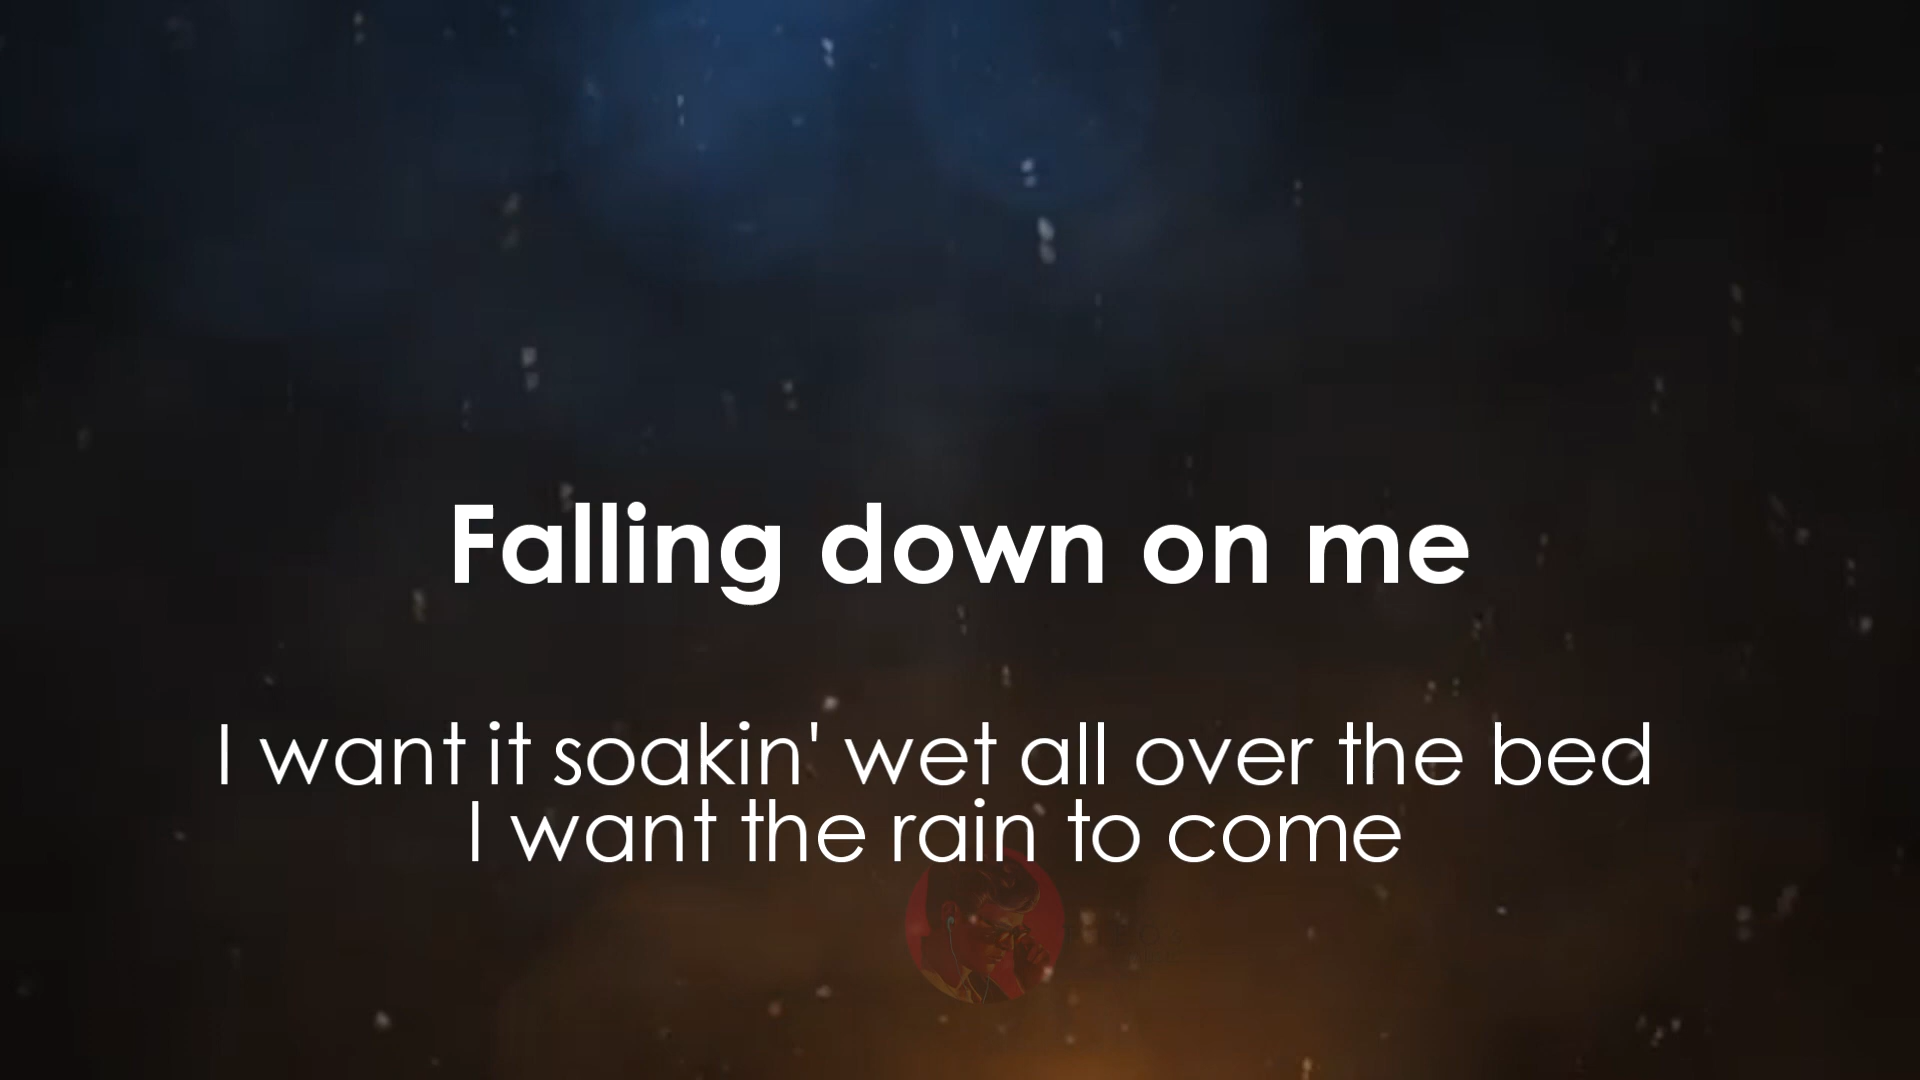 Falling down on me
I want it soakin' wet all over the bed
I want the rain to come